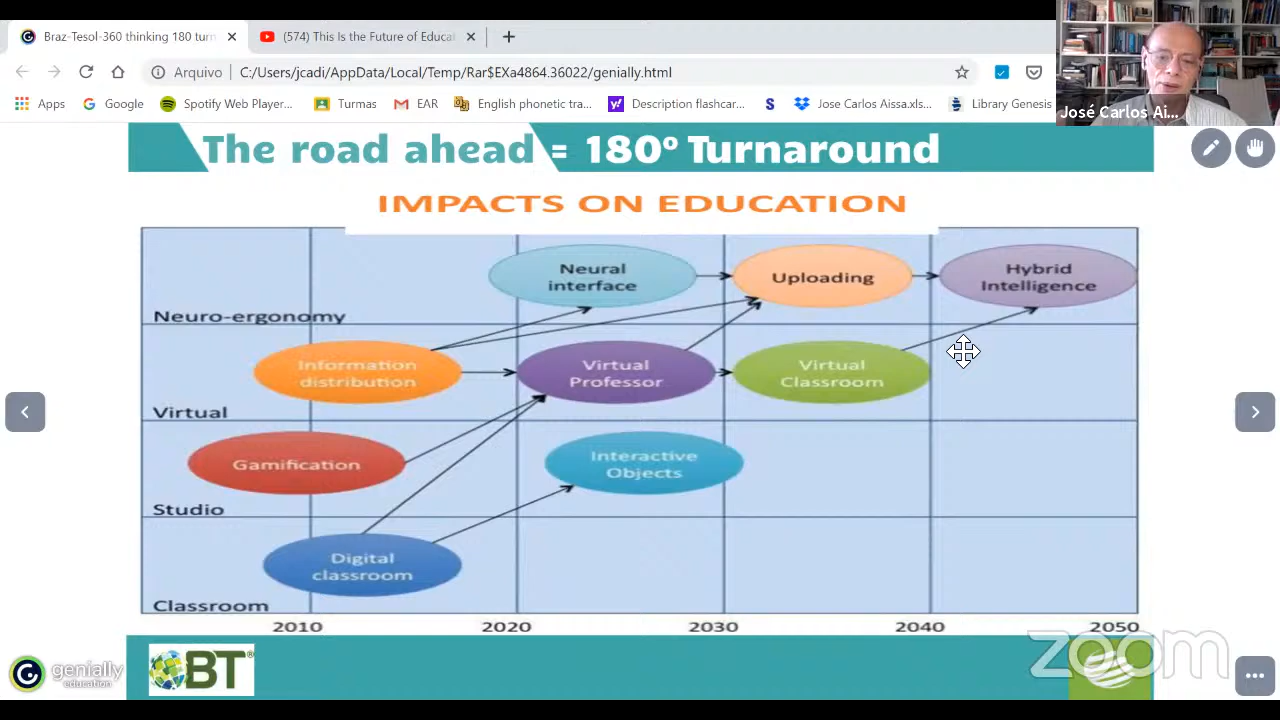 Braz-Tesol-360 thinking 180 turn
(574) This Is the Future of Educat
Arquivo
C:/Users/jcadi/AppData/Local/Temp/Rar$EXa4864.36022/genially.html
Apps
Google
Spotify Web Player...
Turmas
EAR
English phonetic tra...
Description flashcar...
Jose Carlos Aissa.xls...
Library Genesis
José Carlos Ai...
The road ahead = 180º Turnaround
IMPACTS ON EDUCATION
Neural
interface
Uploading
Hybrid
Intelligence
Neuro-ergonomy
Information
distribution
Virtual
Professor
Virtual
Classroom
Virtual
Gamification
Interactive
Objects
Studio
Digital
classroom
Classroom
2010 2020 2030 2040 2050
genially
education
BT
zoom